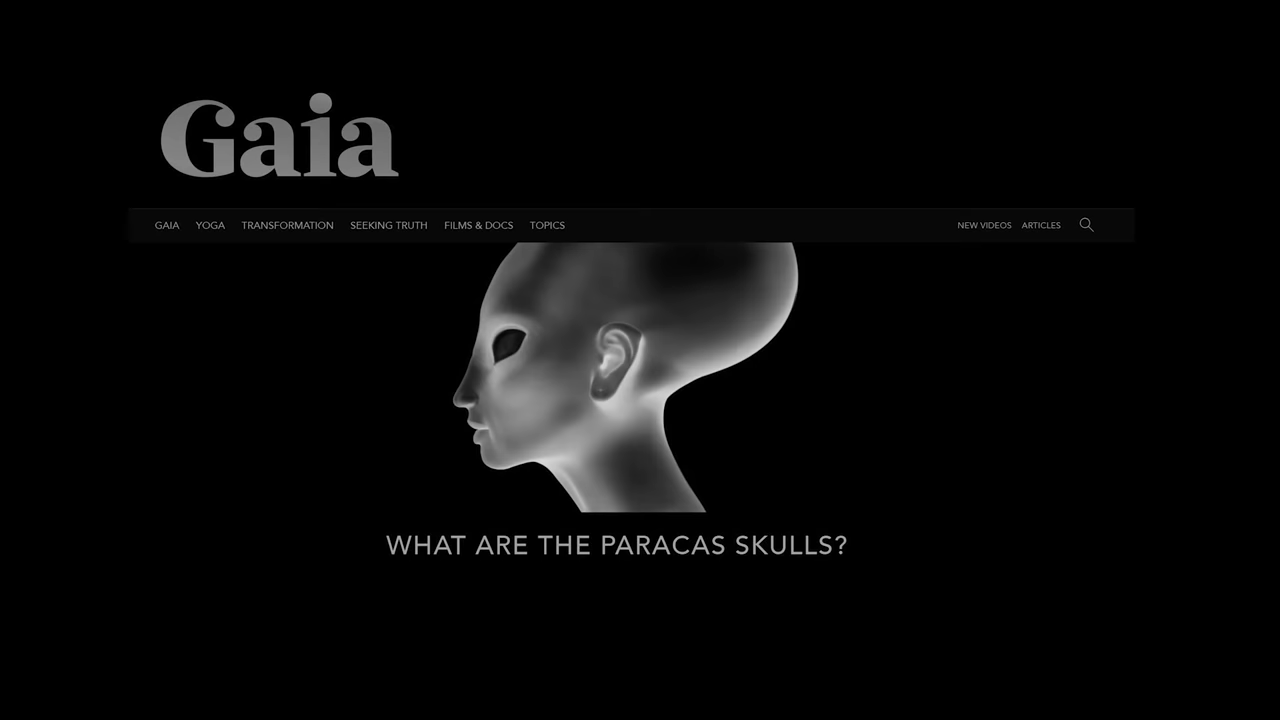 Gaia
GAIA YOGA TRANSFORMATION SEEKING TRUTH FILMS & DOCS TOPICS NEW VIDEOS ARTICLES
WHAT ARE THE PARACAS SKULLS?